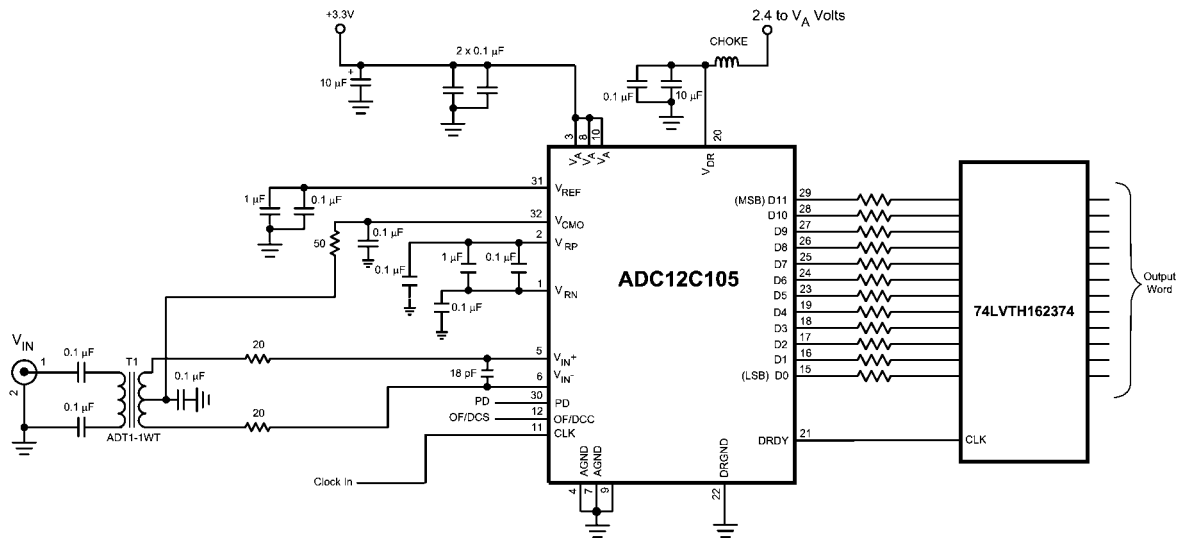 +3.3V
2.4 to VA Volts
CHOKE
2 x 0.1 µF
+
10 µF
0.1 µF
10 µF
3
8
10
20
VA
VA
VA
VDR
31
VREF
1 µF
0.1 µF
32
VCMO
50
0.1 µF
2
VRP
0.1 µF
1 µF
0.1 µF
1
VRN
0.1 µF
ADC12C105
(MSB) D11
29
D10
28
D9
27
D8
26
D7
25
D6
24
D5
23
D4
19
D3
18
D2
17
D1
16
(LSB) D0
15
74LVTH162374
Output
Word
VIN
1
2
0.1 µF
0.1 µF
T1
ADT1-1WT
0.1 µF
20
20
18 pF
5
VIN+
6
VIN-
PD
30
PD
OF/DCS
12
OF/DCC
11
CLK
Clock In
DRDY
21
CLK
AGND
AGND
DRGND
4
7
9
22